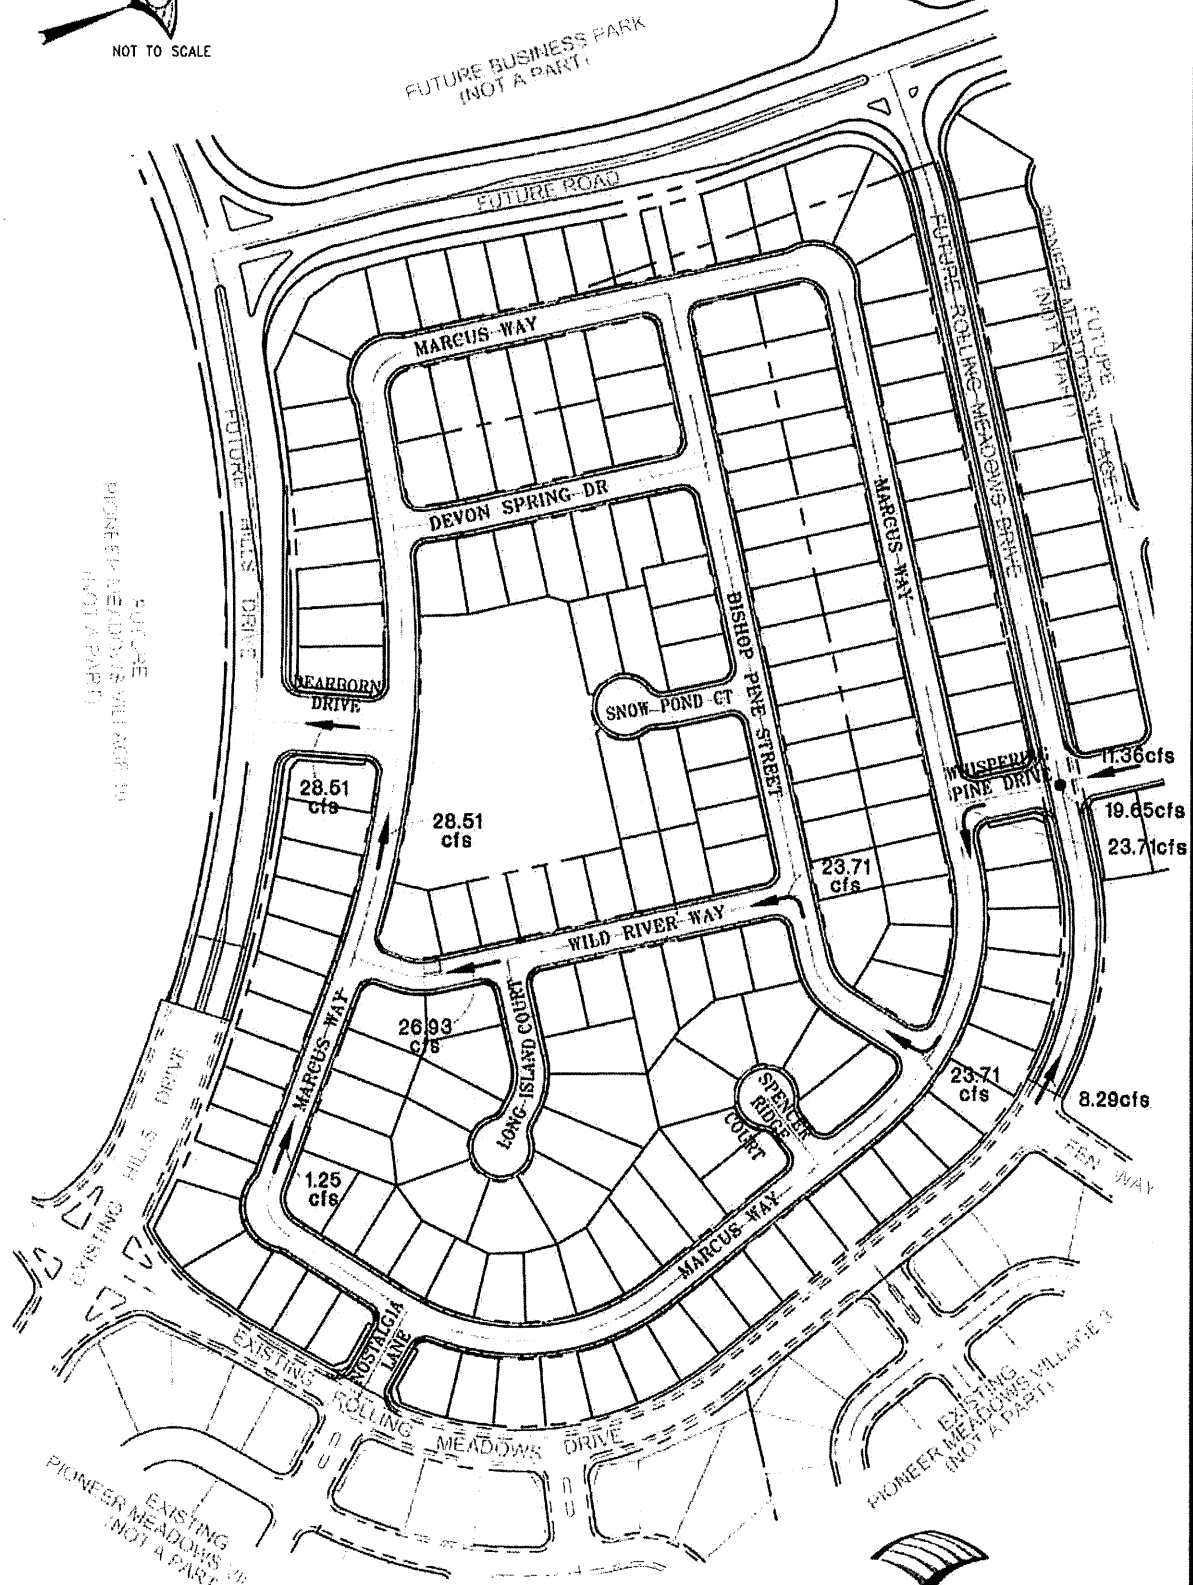 NOT TO SCALE
FUTURE BUSINESS PARK
(NOT A PART)
FUTURE ROAD
MARCUS WAY
DEVON SPRING DR
FUTURE HILLS DRIVE
FUTURE ROLLING MEADOWS DRIVE
FUTURE
PIONEER MEADOWS VILLAGE 5
(NOT A PART)
MARCUS WAY
BISHOP PINE STREET
FUTURE
PIONEER MEADOWS VILLAGE
(NOT A PART)
DEARBORN
DRIVE
SNOW POND CT
WHISPERING
PINE DRIVE
11.36cfs
19.65cfs
23.71cfs
28.51
cfs
28.51
cfs
23.71
cfs
WILD RIVER WAY
MARCUS WAY
26.93
cfs
LONG ISLAND COURT
SPENCER
RIDGE
COURT
23.71
cfs
8.29cfs
FEN WAY
1.25
cfs
MARCUS WAY
EXISTING HILLS DRIVE
NOSTALGIA
LANE
EXISTING ROLLING MEADOWS DRIVE
EXISTING
PIONEER MEADOWS VILLAGE 3
(NOT A PART)
EXISTING
PIONEER MEADOWS
(NOT A PART)